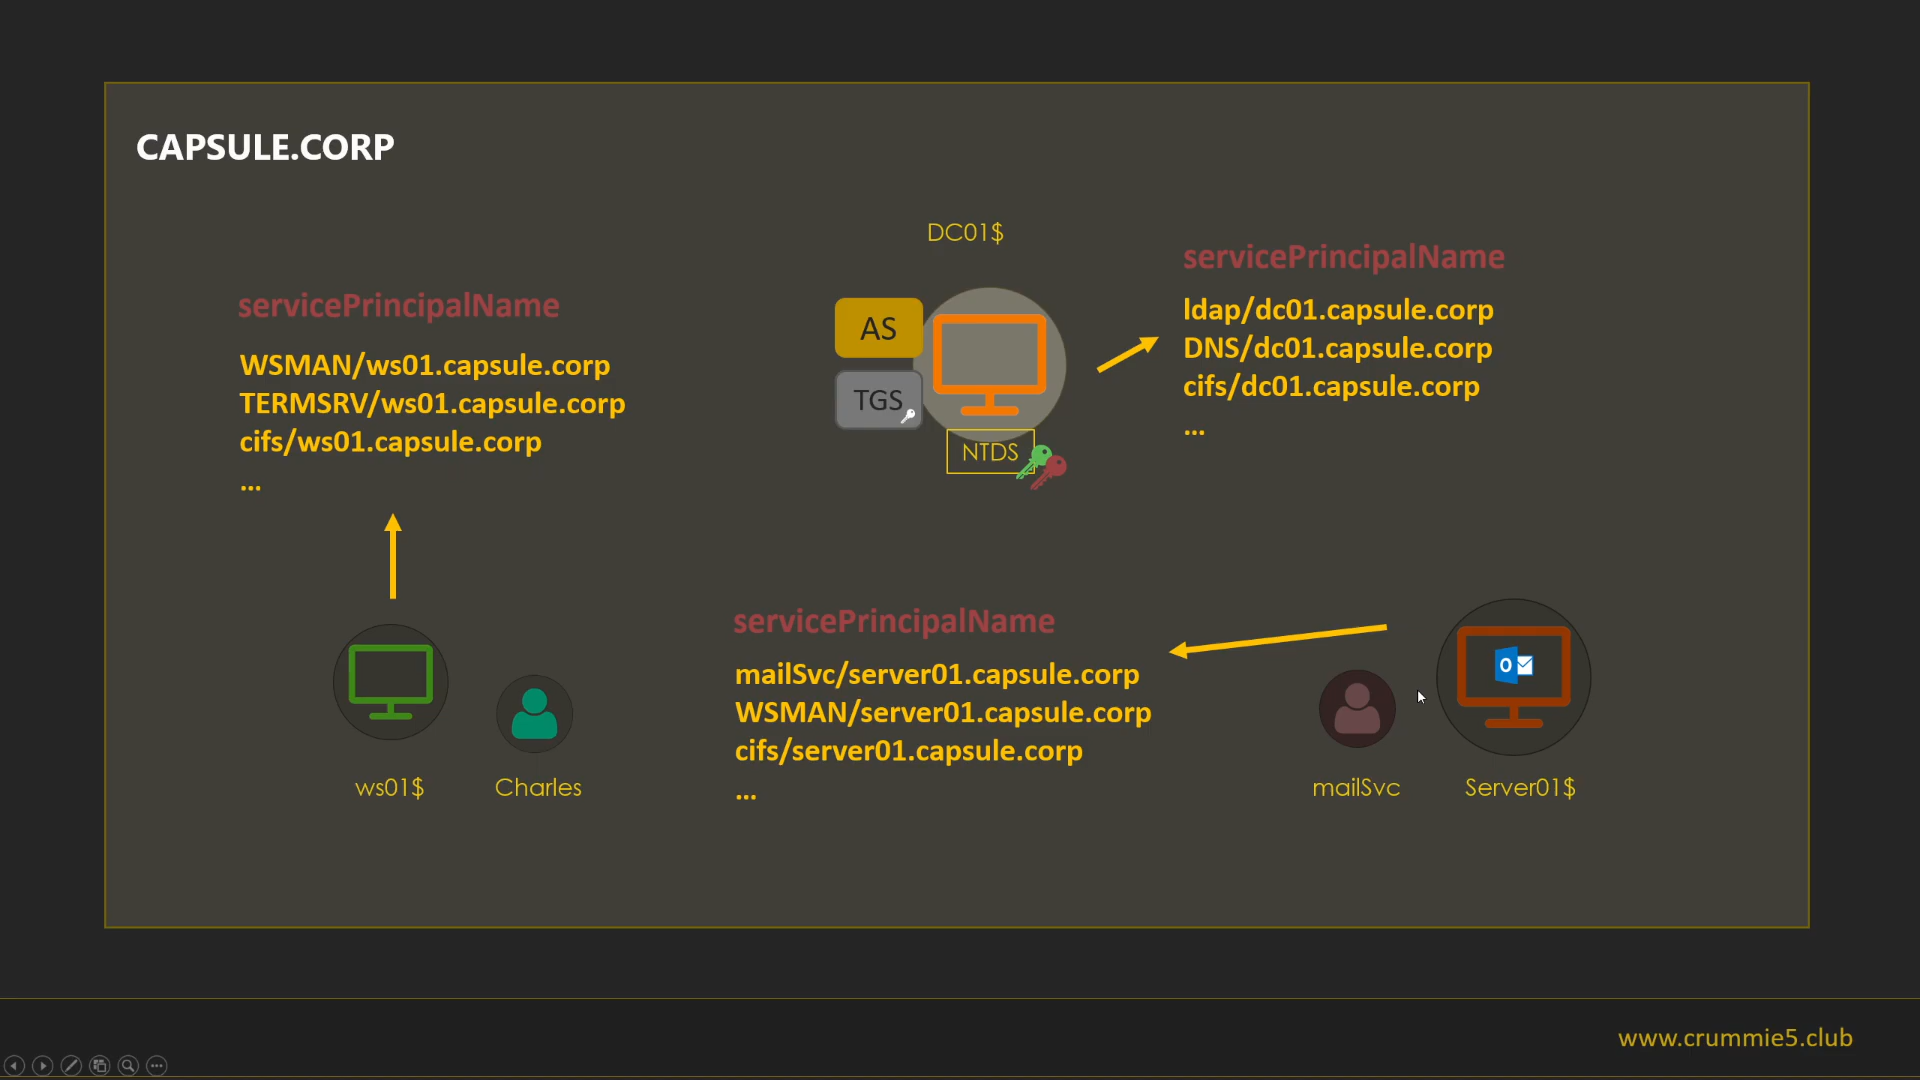 CAPSULE.CORP
DC01$
servicePrincipalName
ldap/dc01.capsule.corp
DNS/dc01.capsule.corp
cifs/dc01.capsule.corp
...
servicePrincipalName
WSMAN/ws01.capsule.corp
TERMSRV/ws01.capsule.corp
cifs/ws01.capsule.corp
...
AS
TGS
NTDS
servicePrincipalName
mailSvc/server01.capsule.corp
WSMAN/server01.capsule.corp
cifs/server01.capsule.corp
...
O
ws01$
Charles
mailSvc
Server01$
www.crummie5.club